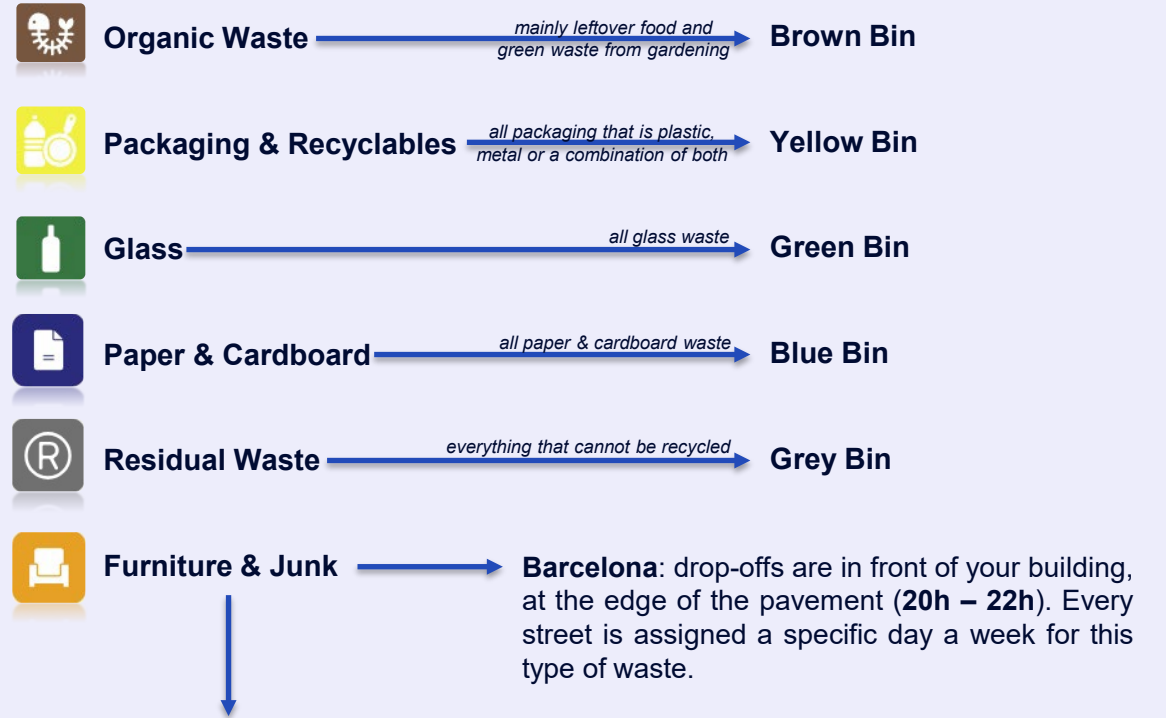 Organic Waste
mainly leftover food and
green waste from gardening
Brown Bin
Packaging & Recyclables
all packaging that is plastic,
metal or a combination of both
Yellow Bin
Glass
all glass waste
Green Bin
Paper & Cardboard
all paper & cardboard waste
Blue Bin
R
Residual Waste
everything that cannot be recycled
Grey Bin
Furniture & Junk
Barcelona: drop-offs are in front of your building,
at the edge of the pavement (20h – 22h). Every
street is assigned a specific day a week for this
type of waste.